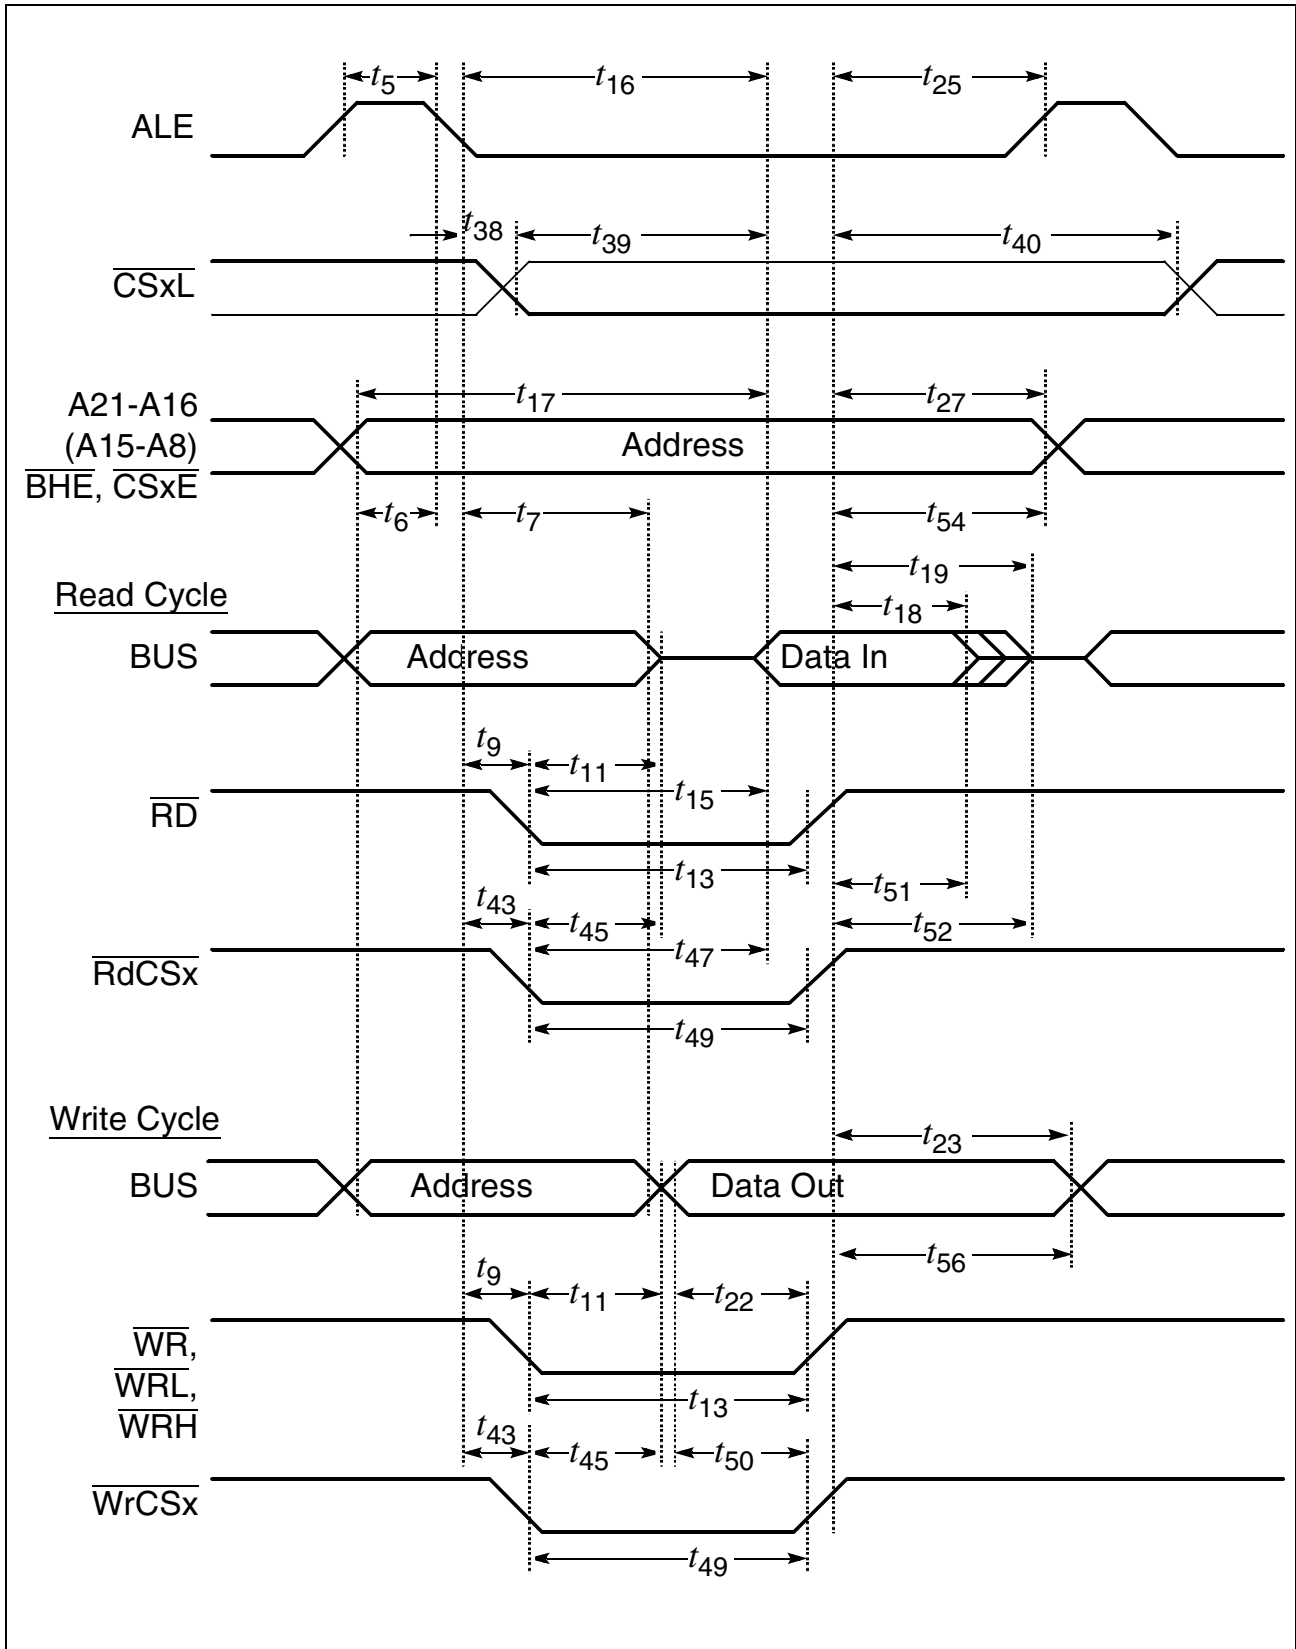 t5 t16 t25
ALE
t38 t39 t40
CSxL
t17 t27
A21-A16
(A15-A8)
BHE, CSxE
Address
t6 t7 t54
t19
Read Cycle
t18
BUS Address Data In
t9 t11
t15
RD
t13
t51
t43 t45 t52
t47
RdCSx
t49
Write Cycle
t23
BUS Address Data Out
t56
t9 t11 t22
WR,
WRL,
WRH
t13
t43 t45 t50
WrCSx
t49